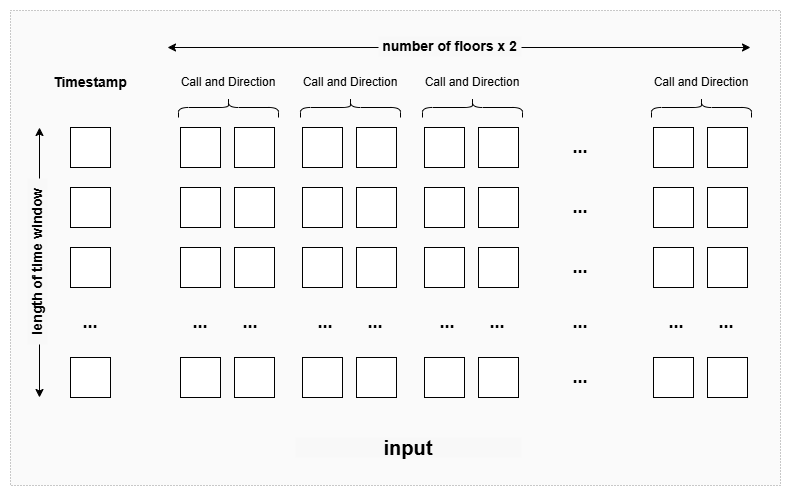 number of floors x 2
Timestamp
Call and Direction
Call and Direction
Call and Direction
Call and Direction
...
...
...
length of time window
...
...
...
...
...
...
...
...
...
...
...
input